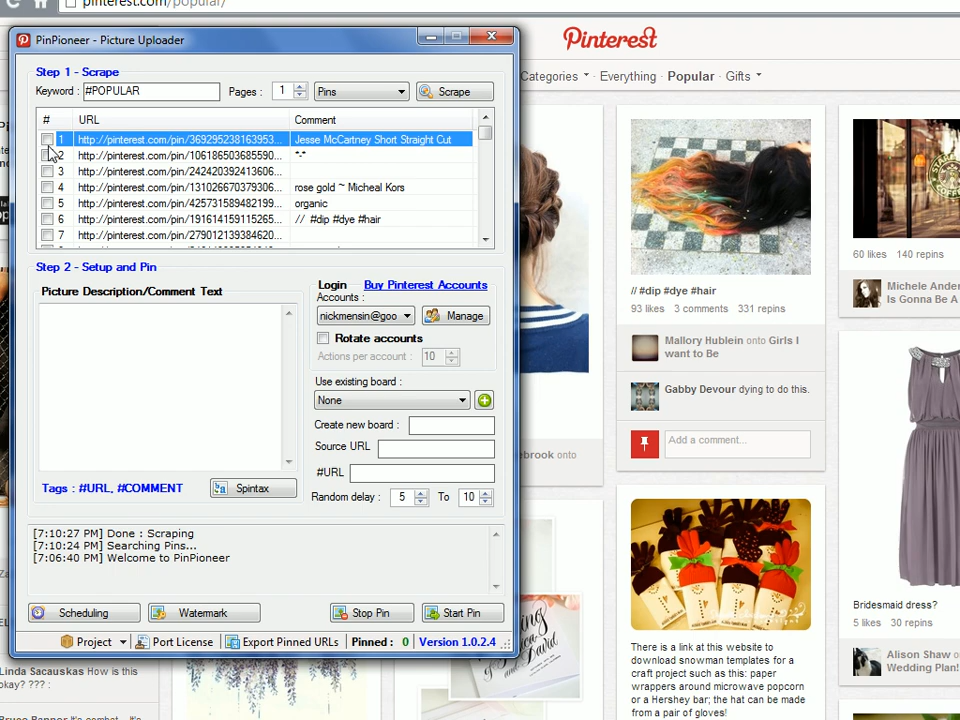 pinterest.com/popular/
PinPioneer - Picture Uploader
Step 1 - Scrape
Keyword : #POPULAR Pages : 1 Pins Scrape
# URL Comment
1 http://pinterest.com/pin/3692952381639​53... Jesse McCartney Short Straight Cut
2 http://pinterest.com/pin/106186503685590... *-*
3 http://pinterest.com/pin/242420392413606...
4 http://pinterest.com/pin/131026670379306... rose gold ~ Micheal Kors
5 http://pinterest.com/pin/425731589482199... organic
6 http://pinterest.com/pin/191614159115265... // #dip #dye #hair
7 http://pinterest.com/pin/279012139384620...
Step 2 - Setup and Pin
Picture Description/Comment Text
Tags : #URL, #COMMENT Spintax
Login Buy Pinterest Accounts
Accounts :
nickmensin@goo Manage
Rotate accounts
Actions per account : 10
Use existing board :
None
Create new board :
Source URL
#URL
Random delay : 5 To 10
[7:10:27 PM] Done : Scraping
[7:10:24 PM] Searching Pins...
[7:06:40 PM] Welcome to PinPioneer
Scheduling Watermark Stop Pin Start Pin
Project Port License Export Pinned URLs Pinned : 0 Version 1.0.2.4
Pinterest
Categories · Everything · Popular · Gifts
// #dip #dye #hair
93 likes 3 comments 331 repins
Mallory Hublein onto Girls I
want to Be
Gabby Devour dying to do this.
Add a comment...
There is a link at this website to
download snowman templates for a
craft project such as this: paper
wrappers around microwave popcorn
or a Hershey bar; the hat can be
made from a pair of gloves!
60 likes 140 repins
Michele Ander
Is Gonna Be A
Bridesmaid dress?
5 likes 30 repins
Alison Shaw o
Wedding Plan!
ebrook onto
Linda Sacauskas How is this
okay? ??? :